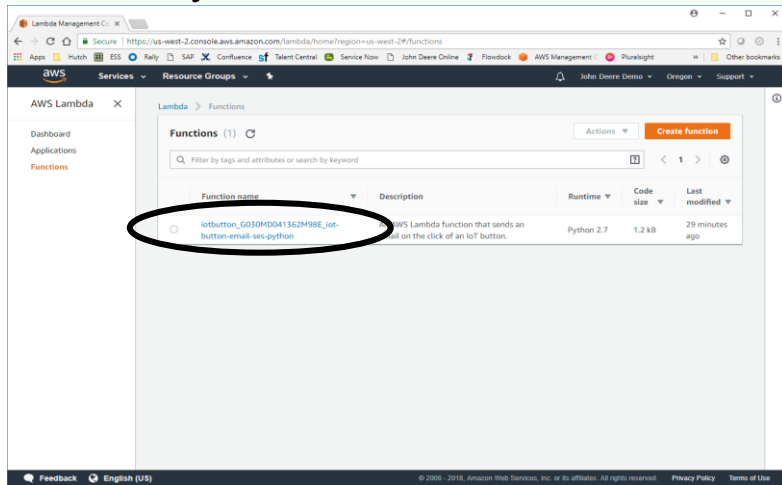 Lambda Management Co
Secure | https://us-west-2.console.aws.amazon.com/lambda/home?region=us-west-2#/functions
Apps Hutch ESS Rally SAP Confluence Talent Central Service Now John Deere Online Flowdock AWS Management C Pluralsight » Other bookmarks
aws Services Resource Groups John Deere Demo Oregon Support
AWS Lambda
Dashboard
Applications
Functions
Lambda > Functions
Functions (1) Actions Create function
Filter by tags and attributes or search by keyword ? < 1 >
Function name Description Runtime Code size Last modified
iotbutton_G030MD041362M98E_iot-
button-email-ses-python
AWS Lambda function that sends an
on the click of an IoT button.
Python 2.7 1.2 kB 29 minutes
ago
Feedback English (US) © 2008 - 2018, Amazon Web Services, Inc. or its affiliates. All rights reserved. Privacy Policy Terms of Use